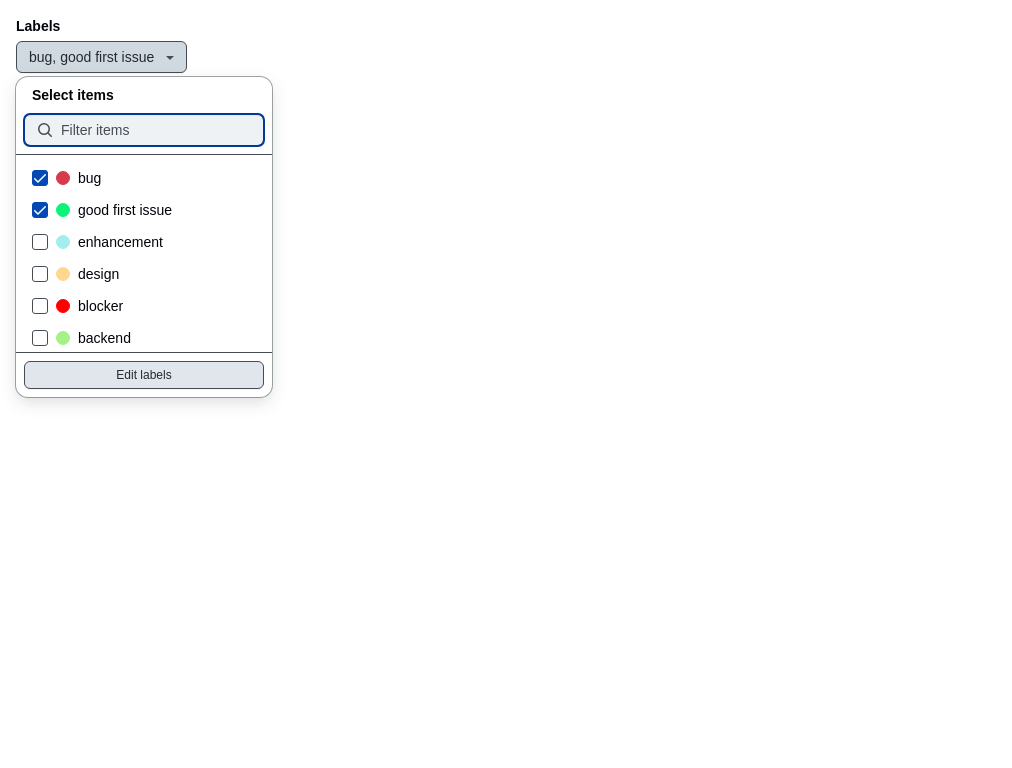 Labels
bug, good first issue
Select items
Filter items
bug
good first issue
enhancement
design
blocker
backend
Edit labels